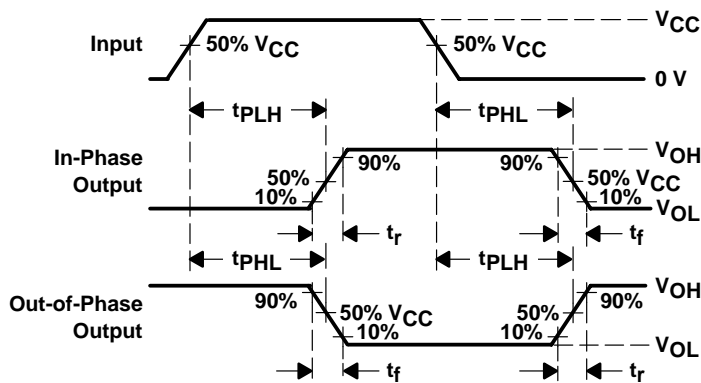 VCC
Input
50% VCC
50% VCC
0 V
tPLH
tPHL
In-Phase
Output
VOH
90%
90%
50%
50% VCC
10%
10%
VOL
tr
tf
tPHL
tPLH
Out-of-Phase
Output
VOH
90%
90%
50% VCC
50%
10%
10%
VOL
tf
tr